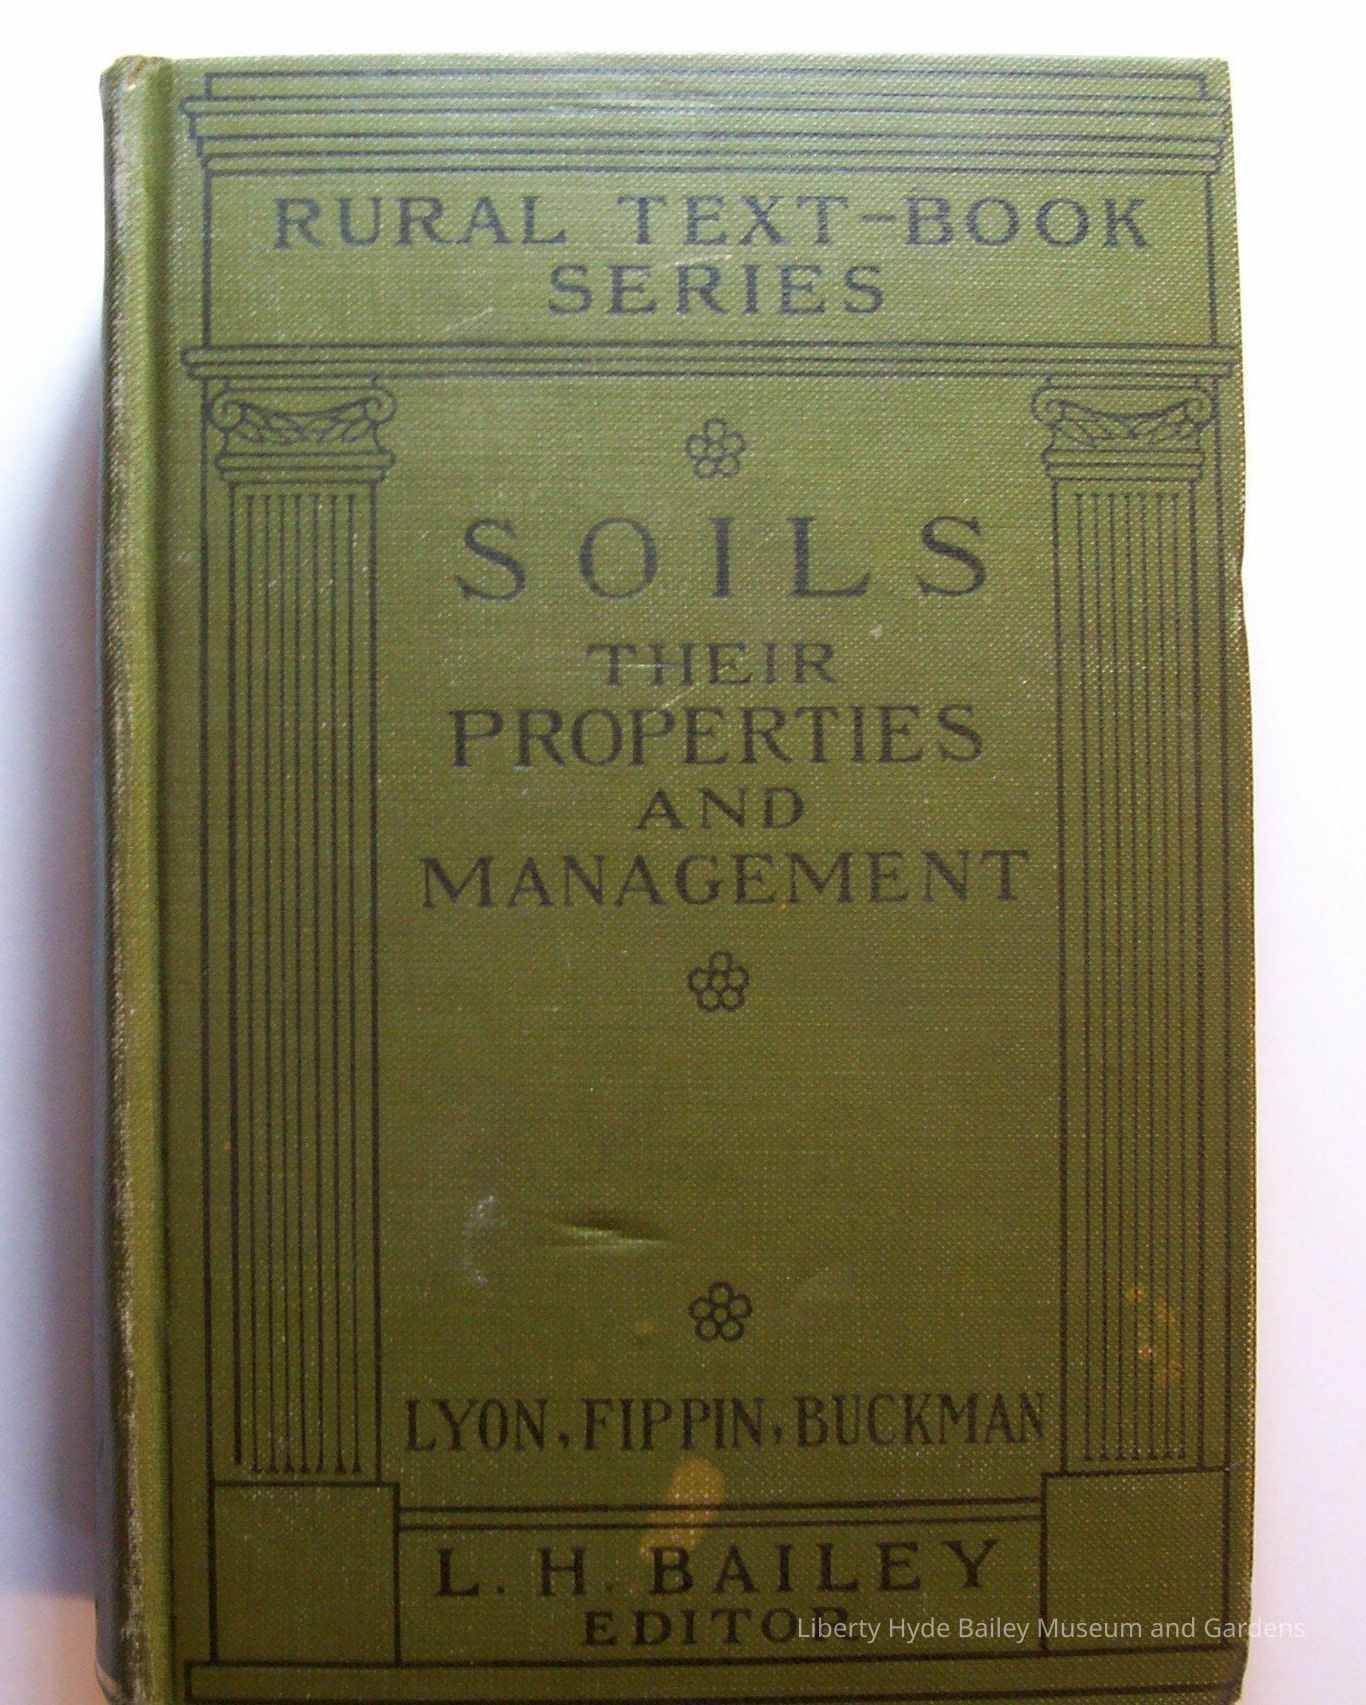 RURAL TEXT-BOOK
SERIES
SOILS
THEIR
PROPERTIES
AND
MANAGEMENT
LYON, FIPPIN, BUCKMAN
L. H. BAILEY
EDITOR
Liberty Hyde Bailey Museum and Gardens